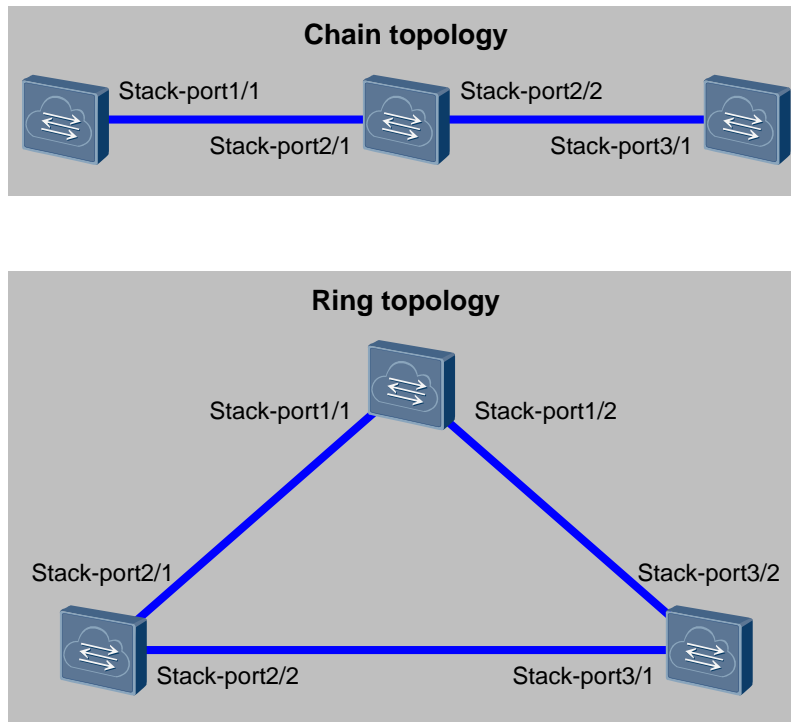 Chain topology
Stack-port1/1
Stack-port2/2
Stack-port2/1
Stack-port3/1
Ring topology
Stack-port1/1
Stack-port1/2
Stack-port2/1
Stack-port3/2
Stack-port2/2
Stack-port3/1